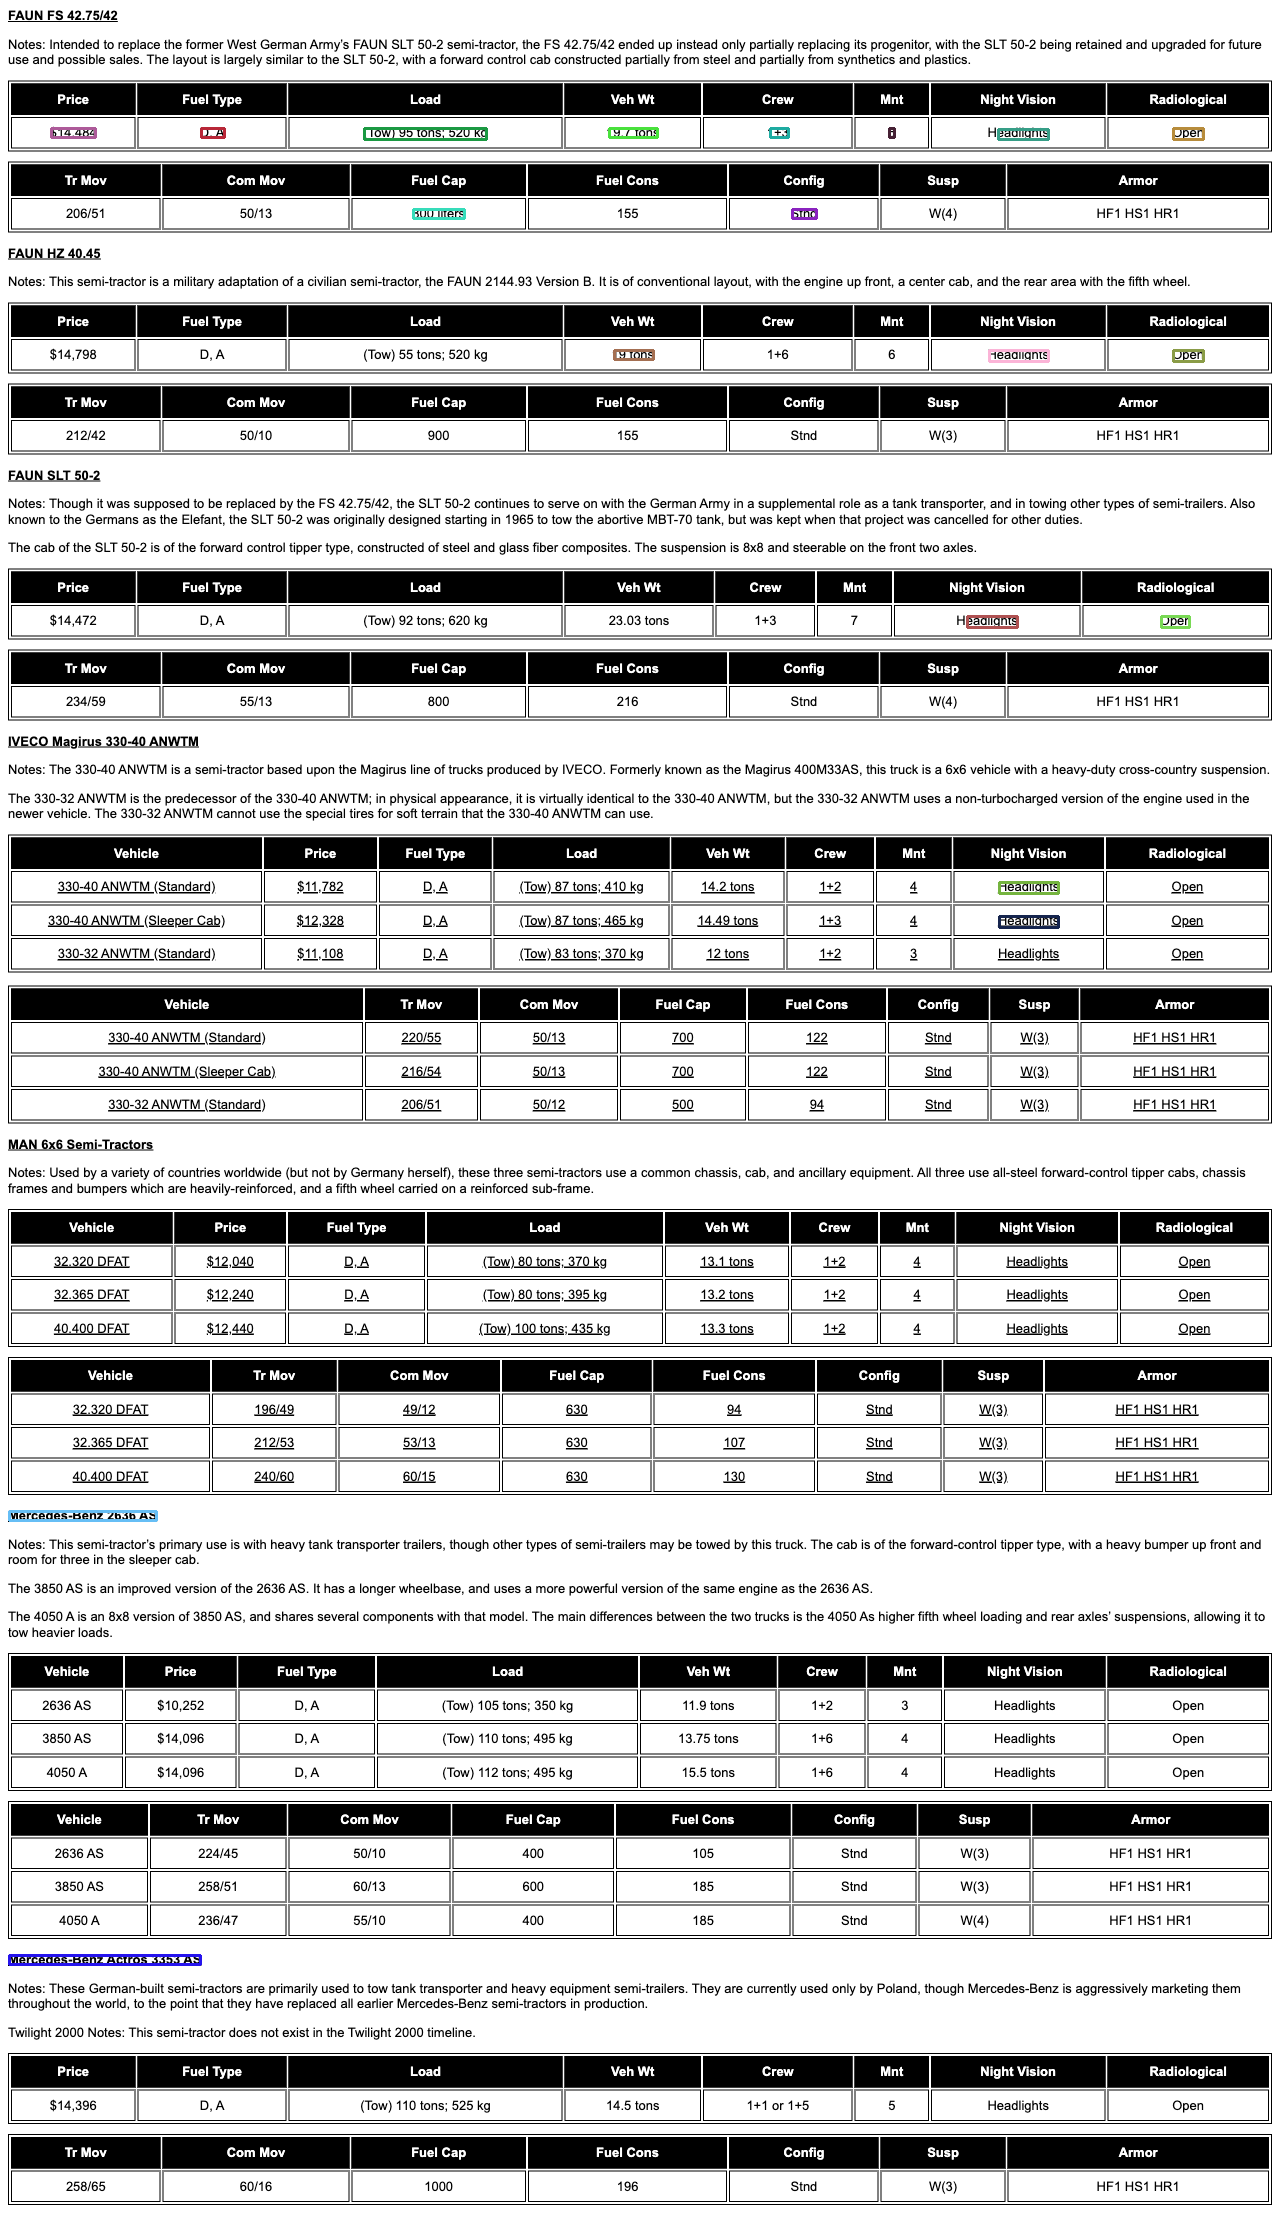 FAUN FS 42.75/42
Notes: Intended to replace the former West German Army's FAUN SLT 50-2 semi-tractor, the FS 42.75/42 ended up instead only partially replacing its progenitor, with the SLT 50-2 being retained and upgraded for future
use and possible sales. The layout is largely similar to the SLT 50-2, with a forward control cab constructed partially from steel and partially from synthetics and plastics.
Price Fuel Type Load Veh Wt Crew Mnt Night Vision Radiological
$14,484 D, A (Tow) 95 tons; 520 kg Headlights Open
Tr Mov Com Mov Fuel Cap Fuel Cons Config Susp Armor
206/51 50/13 800 liters 155 Stnd W(4) HF1 HS1 HR1
FAUN HZ 40.45
Notes: This semi-tractor is a military adaptation of a civilian semi-tractor, the FAUN 2144.93 Version B. It is of conventional layout, with the engine up front, a center cab, and the rear area with the fifth wheel.
Price Fuel Type Load Veh Wt Crew Mnt Night Vision Radiological
$14,798 D, A (Tow) 55 tons; 520 kg 1+6 6 Headlights Open
Tr Mov Com Mov Fuel Cap Fuel Cons Config Susp Armor
212/42 50/10 900 155 Stnd W(3) HF1 HS1 HR1
FAUN SLT 50-2
Notes: Though it was supposed to be replaced by the FS 42.75/42, the SLT 50-2 continues to serve on with the German Army in a supplemental role as a tank transporter, and in towing other types of semi-trailers. Also
known to the Germans as the Elefant, the SLT 50-2 was originally designed starting in 1965 to tow the abortive MBT-70 tank, but was kept when that project was cancelled for other duties.
The cab of the SLT 50-2 is of the forward control tipper type, constructed of steel and glass fiber composites. The suspension is 8x8 and steerable on the front two axles.
Price Fuel Type Load Veh Wt Crew Mnt Night Vision Radiological
$14,472 D, A (Tow) 92 tons; 620 kg 23.03 tons 1+3 7 Headlights Open
Tr Mov Com Mov Fuel Cap Fuel Cons Config Susp Armor
234/59 55/13 800 216 Stnd W(4) HF1 HS1 HR1
IVECO Magirus 330-40 ANWTM
Notes: The 330-40 ANWTM is a semi-tractor based upon the Magirus line of trucks produced by IVECO. Formerly known as the Magirus 400M33AS, this truck is a 6x6 vehicle with a heavy-duty cross-country suspension.
The 330-32 ANWTM is the predecessor of the 330-40 ANWTM; in physical appearance, it is virtually identical to the 330-40 ANWTM, but the 330-32 ANWTM uses a non-turbocharged version of the engine used in the
newer vehicle. The 330-32 ANWTM cannot use the special tires for soft terrain that the 330-40 ANWTM can use.
Vehicle Price Fuel Type Load Veh Wt Crew Mnt Night Vision Radiological
330-40 ANWTM (Standard) $11,782 D, A (Tow) 87 tons; 410 kg 14.2 tons 1+2 4 Headlights Open
330-40 ANWTM (Sleeper Cab) $12,328 D, A (Tow) 87 tons; 465 kg 14.49 tons 1+3 4 Headlights Open
330-32 ANWTM (Standard) $11,108 D, A (Tow) 83 tons; 370 kg 12 tons 1+2 3 Headlights Open
Vehicle Tr Mov Com Mov Fuel Cap Fuel Cons Config Susp Armor
330-40 ANWTM (Standard) 220/55 50/13 700 122 Stnd W(3) HF1 HS1 HR1
330-40 ANWTM (Sleeper Cab) 216/54 50/13 700 122 Stnd W(3) HF1 HS1 HR1
330-32 ANWTM (Standard) 206/51 50/12 500 94 Stnd W(3) HF1 HS1 HR1
MAN 6x6 Semi-Tractors
Notes: Used by a variety of countries worldwide (but not by Germany herself), these three semi-tractors use a common chassis, cab, and ancillary equipment. All three use all-steel forward-control tipper cabs, chassis
frames and bumpers which are heavily-reinforced, and a fifth wheel carried on a reinforced sub-frame.
Vehicle Price Fuel Type Load Veh Wt Crew Mnt Night Vision Radiological
32.320 DFAT $12,040 D, A (Tow) 80 tons; 370 kg 13.1 tons 1+2 4 Headlights Open
32.365 DFAT $12,240 D, A (Tow) 80 tons; 395 kg 13.2 tons 1+2 4 Headlights Open
40.400 DFAT $12,440 D, A (Tow) 100 tons; 435 kg 13.3 tons 1+2 4 Headlights Open
Vehicle Tr Mov Com Mov Fuel Cap Fuel Cons Config Susp Armor
32.320 DFAT 196/49 49/12 630 94 Stnd W(3) HF1 HS1 HR1
32.365 DFAT 212/53 53/13 630 107 Stnd W(3) HF1 HS1 HR1
40.400 DFAT 240/60 60/15 630 130 Stnd W(3) HF1 HS1 HR1
Mercedes-Benz 2636 AS
Notes: This semi-tractor's primary use is with heavy tank transporter trailers, though other types of semi-trailers may be towed by this truck. The cab is of the forward-control tipper type, with a heavy bumper up front and
room for three in the sleeper cab.
The 3850 AS is an improved version of the 2636 AS. It has a longer wheelbase, and uses a more powerful version of the same engine as the 2636 AS.
The 4050 A is an 8x8 version of 3850 AS, and shares several components with that model. The main differences between the two trucks is the 4050 As higher fifth wheel loading and rear axles' suspensions, allowing it to
tow heavier loads.
Vehicle Price Fuel Type Load Veh Wt Crew Mnt Night Vision Radiological
2636 AS $10,252 D, A (Tow) 105 tons; 350 kg 11.9 tons 1+2 3 Headlights Open
3850 AS $14,096 D, A (Tow) 110 tons; 495 kg 13.75 tons 1+6 4 Headlights Open
4050 A $14,096 D, A (Tow) 112 tons; 495 kg 15.5 tons 1+6 4 Headlights Open
Vehicle Tr Mov Com Mov Fuel Cap Fuel Cons Config Susp Armor
2636 AS 224/45 50/10 400 105 Stnd W(3) HF1 HS1 HR1
3850 AS 258/51 60/13 600 185 Stnd W(3) HF1 HS1 HR1
4050 A 236/47 55/10 400 185 Stnd W(4) HF1 HS1 HR1
Mercedes-Benz Actros 3353 AS
Notes: These German-built semi-tractors are primarily used to tow tank transporter and heavy equipment semi-trailers. They are currently used only by Poland, though Mercedes-Benz is aggressively marketing them
throughout the world, to the point that they have replaced all earlier Mercedes-Benz semi-tractors in production.
Twilight 2000 Notes: This semi-tractor does not exist in the Twilight 2000 timeline.
Price Fuel Type Load Veh Wt Crew Mnt Night Vision Radiological
$14,396 D, A (Tow) 110 tons; 525 kg 14.5 tons 1+1 or 1+5 5 Headlights Open
Tr Mov Com Mov Fuel Cap Fuel Cons Config Susp Armor
258/65 60/16 1000 196 Stnd W(3) HF1 HS1 HR1